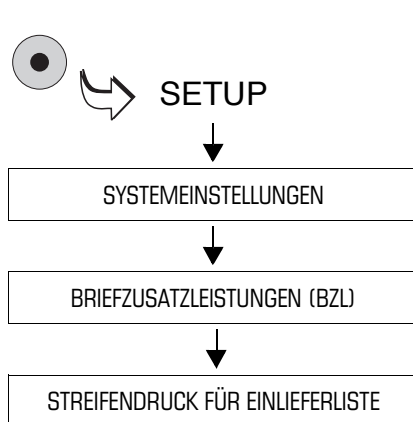 SETUP
SYSTEMEINSTELLUNGEN
BRIEFZUSATZLEISTUNGEN (BZL)
STREIFENDRUCK FÜR EINLIEFERLISTE